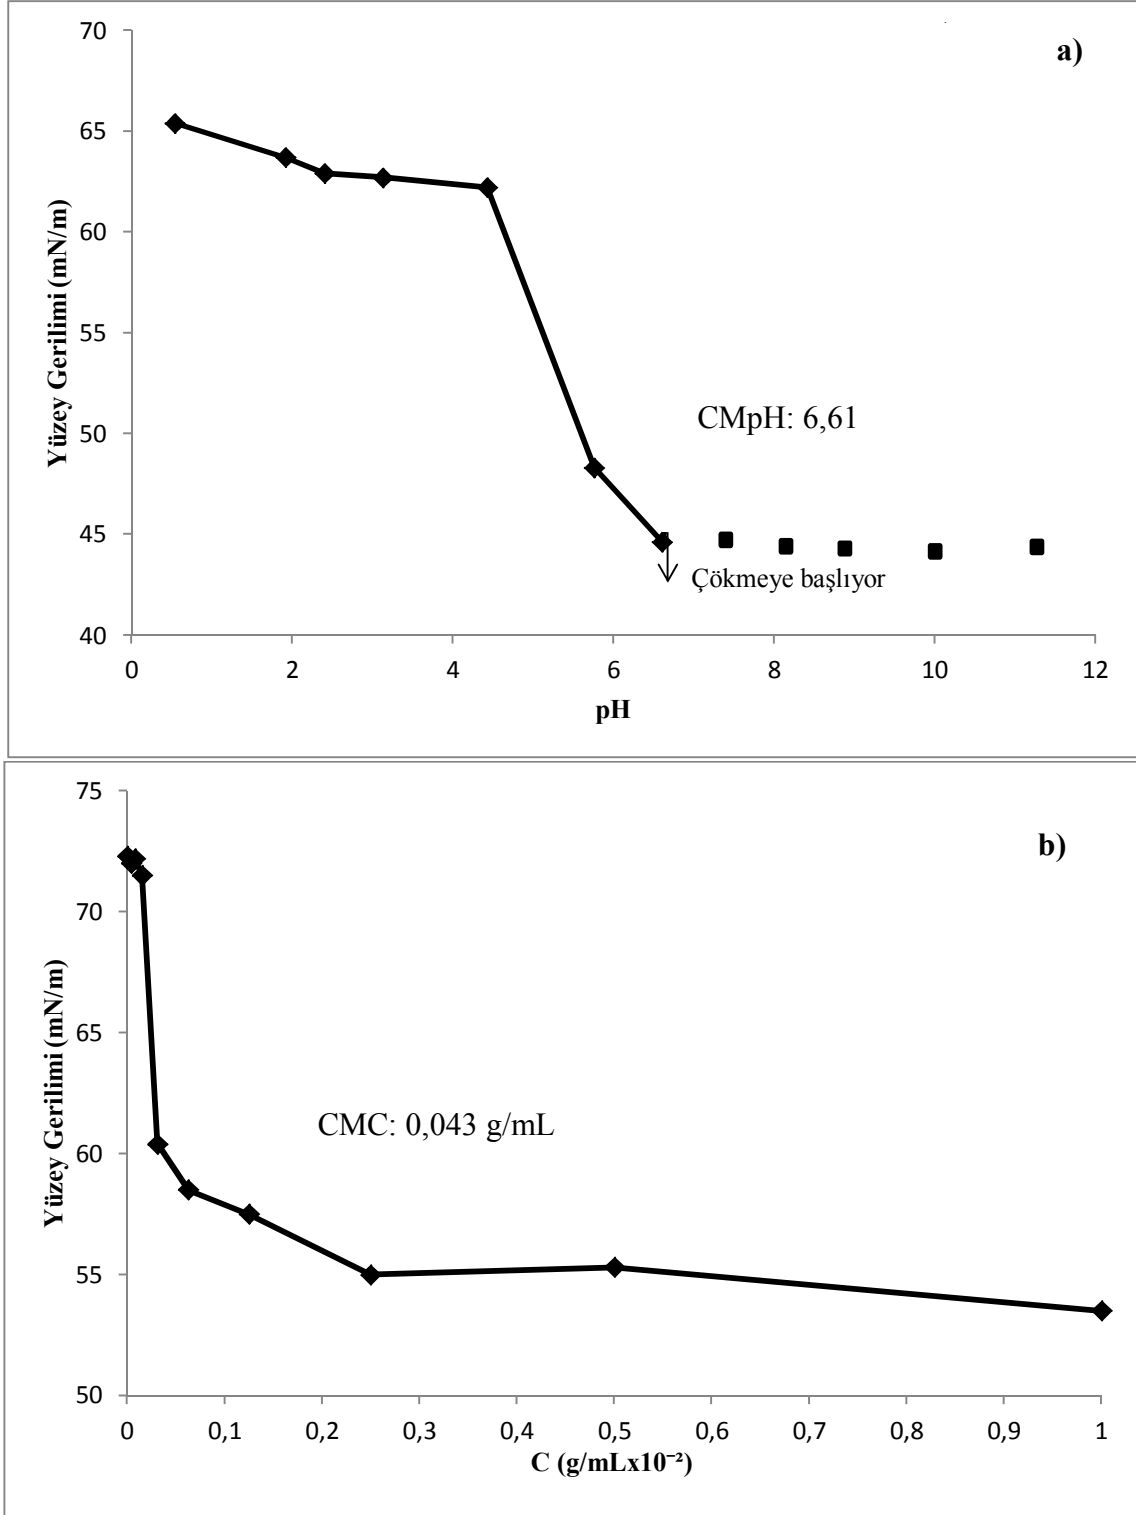 a)
70
65
60
55
50
45
40
Yüzey Gerilimi (mN/m)
CMpH: 6,61
Çökmeye başlıyor
0 2 4 6 8 10 12
pH
b)
75
70
65
60
55
50
Yüzey Gerilimi (mN/m)
CMC: 0,043 g/mL
0 0,1 0,2 0,3 0,4 0,5 0,6 0,7 0,8 0,9 1
C (g/mLx10⁻²)